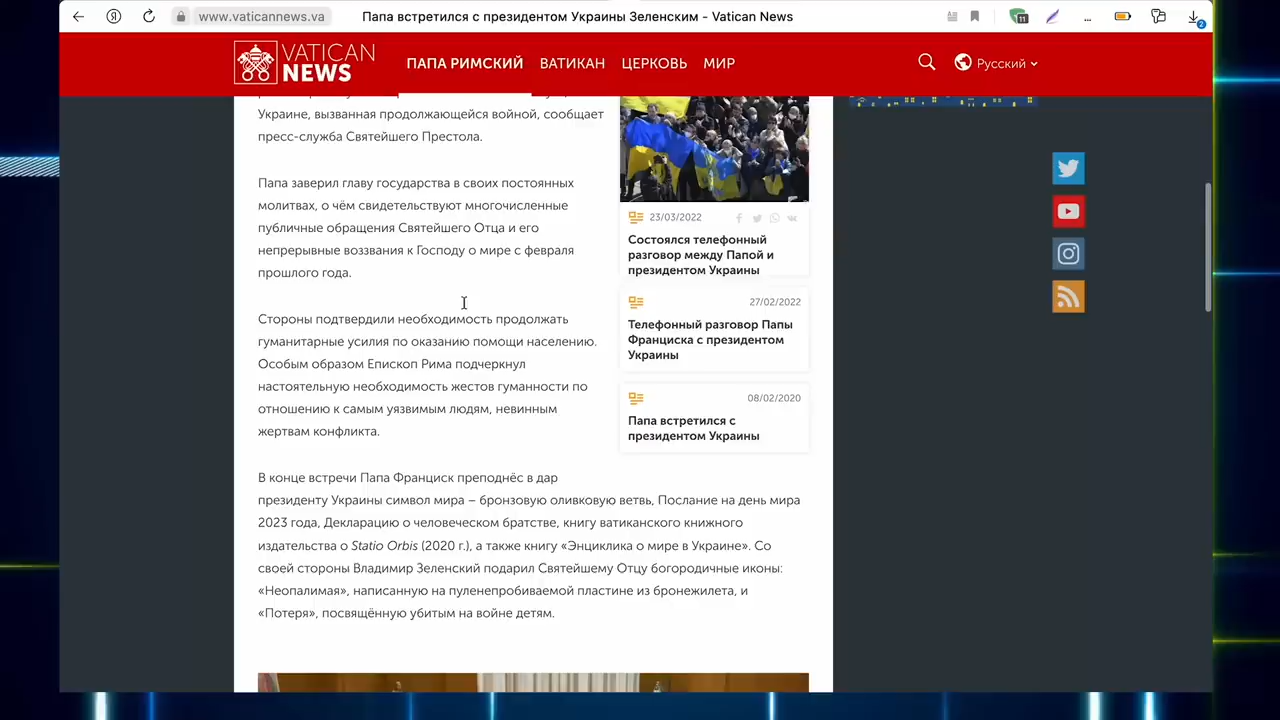 www.vaticannews.va
Папа встретился с президентом Украины Зеленским - Vatican News
11
2
VATICAN
NEWS
ПАПА РИМСКИЙ
ВАТИКАН
ЦЕРКОВЬ
МИР
Русский
Украине, вызванная продолжающейся войной, сообщает
пресс-служба Святейшего Престола.
Папа заверил главу государства в своих постоянных
молитвах, о чём свидетельствуют многочисленные
публичные обращения Святейшего Отца и его
непрерывные воззвания к Господу о мире с февраля
прошлого года.
Стороны подтвердили необходимость продолжать
гуманитарные усилия по оказанию помощи населению.
Особым образом Епископ Рима подчеркнул
настоятельную необходимость жестов гуманности по
отношению к самым уязвимым людям, невинным
жертвам конфликта.
В конце встречи Папа Франциск преподнёс в дар
президенту Украины символ мира – бронзовую оливковую ветвь, Послание на день мира
2023 года, Декларацию о человеческом братстве, книгу ватиканского книжного
издательства о Statio Orbis (2020 г.), а также книгу «Энциклика о мире в Украине». Со
своей стороны Владимир Зеленский подарил Святейшему Отцу богородичные иконы:
«Неопалимая», написанную на пуленепробиваемой пластине из бронежилета, и
«Потеря», посвящённую убитым на войне детям.
23/03/2022
Состоялся телефонный
разговор между Папой и
президентом Украины
27/02/2022
Телефонный разговор Папы
Франциска с президентом
Украины
08/02/2020
Папа встретился с
президентом Украины